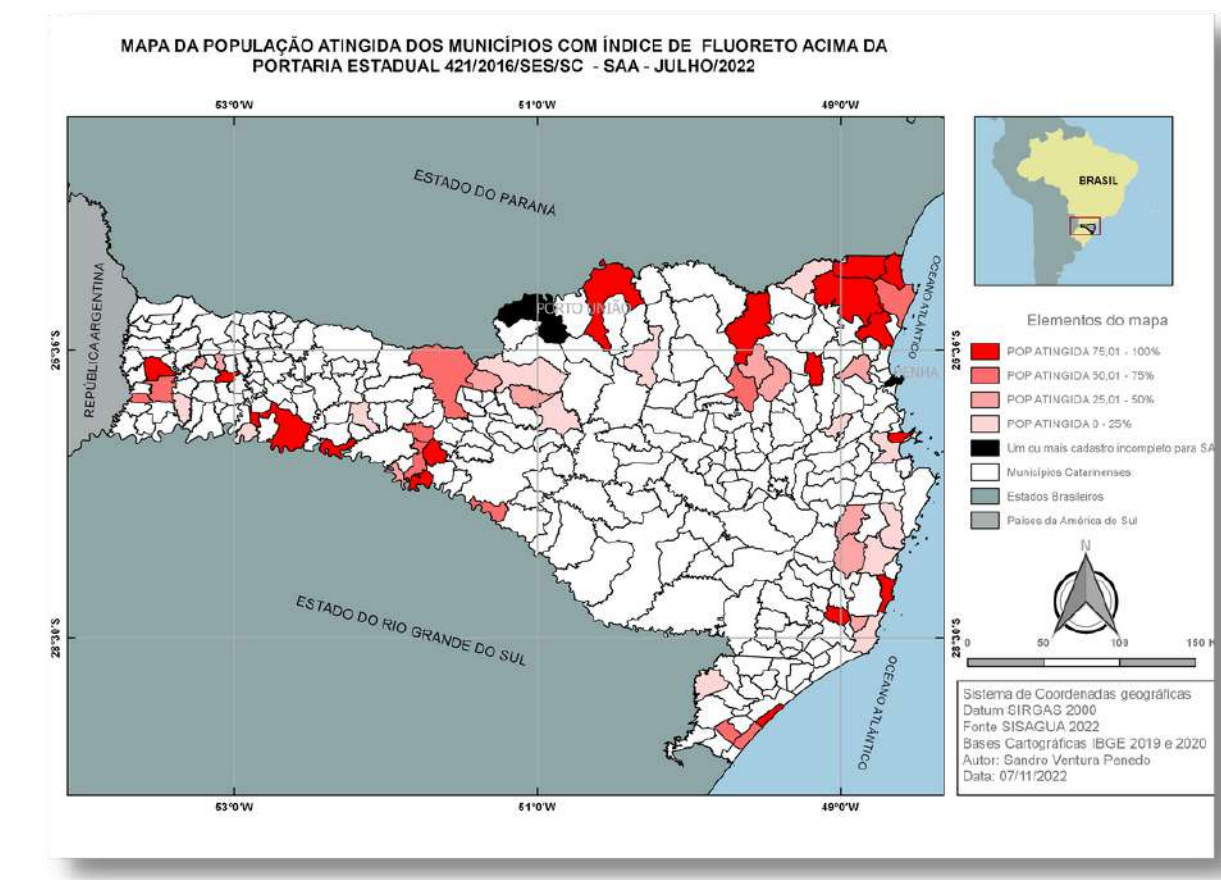 MAPA DA POPULAÇÃO ATINGIDA DOS MUNICÍPIOS COM ÍNDICE DE FLUORETO ACIMA DA
PORTARIA ESTADUAL 421/2016/SES/SC - SAA - JULHO/2022
53°0'W
51°0'W
49°0'W
ESTADO DO PARANÁ
REPÚBLICA ARGENTINA
PORTO UNIÃO
OCEANO ATLÂNTICO
PENHA
26°36'S
26°36'S
ESTADO DO RIO GRANDE DO SUL
28°30'S
28°30'S
OCEANO ATLÂNTICO
53°0'W
51°0'W
49°0'W
BRASIL
Elementos do mapa
POP ATINGIDA 75,01 - 100%
POP ATINGIDA 50,01 - 75%
POP ATINGIDA 25,01 - 50%
POP ATINGIDA 0 - 25%
Um ou mais cadastro incompleto para SA
Municípios Catarinenses
Estados Brasileiros
Países da América do Sul
N
0 50 100 150
Sistema de Coordenadas geográficas
Datum SIRGAS 2000
Fonte SISAGUA 2022
Bases Cartográficas IBGE 2019 e 2020
Autor: Sandro Ventura Penedo
Data: 07/11/2022